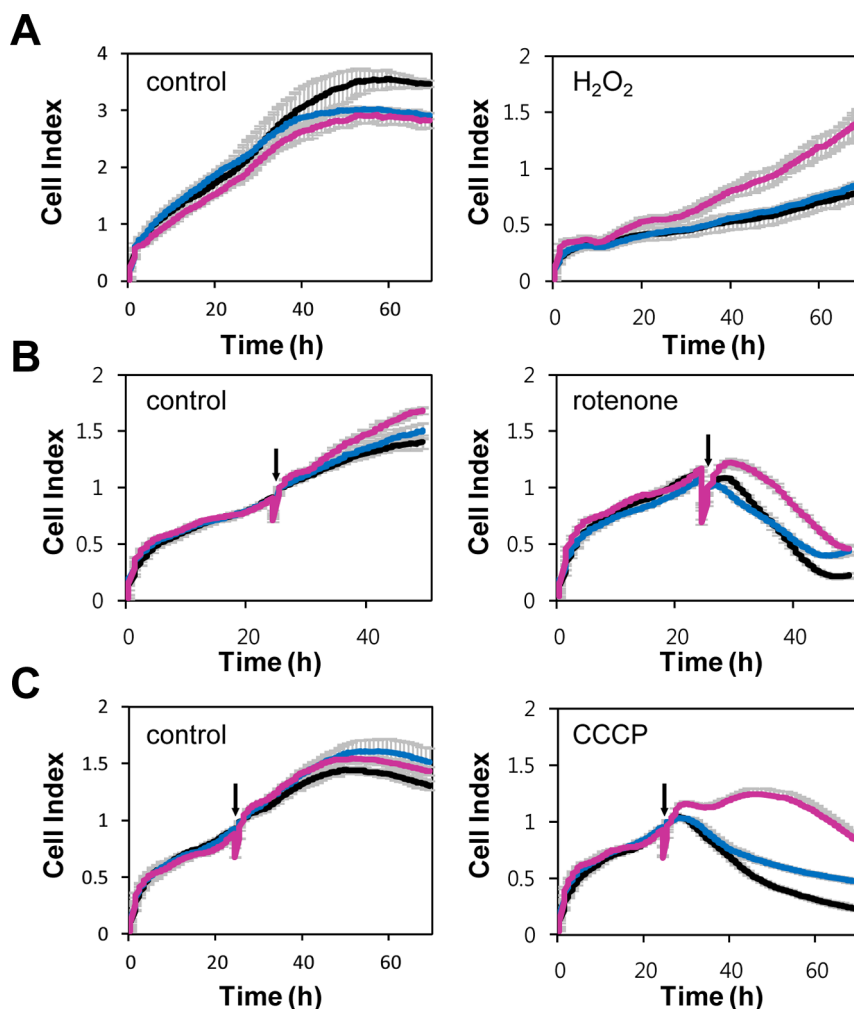 A
control
H₂O₂
Cell Index
4
3
2
1
0
0 20 40 60
Time (h)
Cell Index
2
1.5
1
0.5
0
0 20 40 60
Time (h)
B
control
rotenone
Cell Index
2
1.5
1
0.5
0
0 20 40
Time (h)
Cell Index
2
1.5
1
0.5
0
0 20 40
Time (h)
C
control
CCCP
Cell Index
2
1.5
1
0.5
0
0 20 40 60
Time (h)
Cell Index
2
1.5
1
0.5
0
0 20 40 60
Time (h)